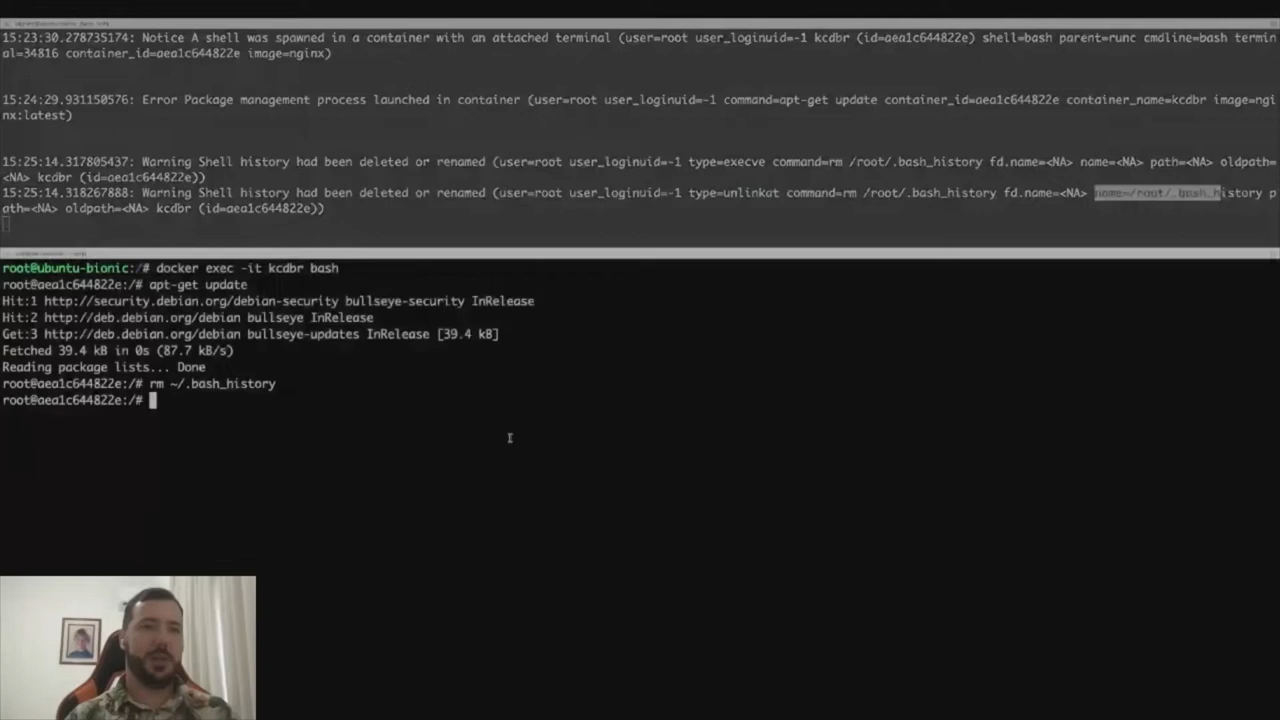 15:23:30.278735174: Notice A shell was spawned in a container with an attached terminal (user=root user_loginuid=-1 kcdbr (id=aea1c644822e) shell=bash parent=runc cmdline=bash termin
al=34816 container_id=aea1c644822e image=nginx)
15:24:29.931150576: Error Package management process launched in container (user=root user_loginuid=-1 command=apt-get update container_id=aea1c644822e container_name=kcdbr image=ngi
nx:latest)
15:25:14.317805437: Warning Shell history had been deleted or renamed (user=root user_loginuid=-1 type=execve command=rm /root/.bash_history fd.name=<NA> name=<NA> path=<NA> oldpath=
<NA> kcdbr (id=aea1c644822e))
15:25:14.318267888: Warning Shell history had been deleted or renamed (user=root user_loginuid=-1 type=unlinkat command=rm /root/.bash_history fd.name=<NA> name=/root/.bash_history p
ath=<NA> oldpath=<NA> kcdbr (id=aea1c644822e))
root@ubuntu-bionic:/# docker exec -it kcdbr bash
root@aea1c644822e:/# apt-get update
Hit:1 http://security.debian.org/debian-security bullseye-security InRelease
Hit:2 http://deb.debian.org/debian bullseye InRelease
Get:3 http://deb.debian.org/debian bullseye-updates InRelease [39.4 kB]
Fetched 39.4 kB in 0s (87.7 kB/s)
Reading package lists... Done
root@aea1c644822e:/# rm ~/.bash_history
root@aea1c644822e:/#